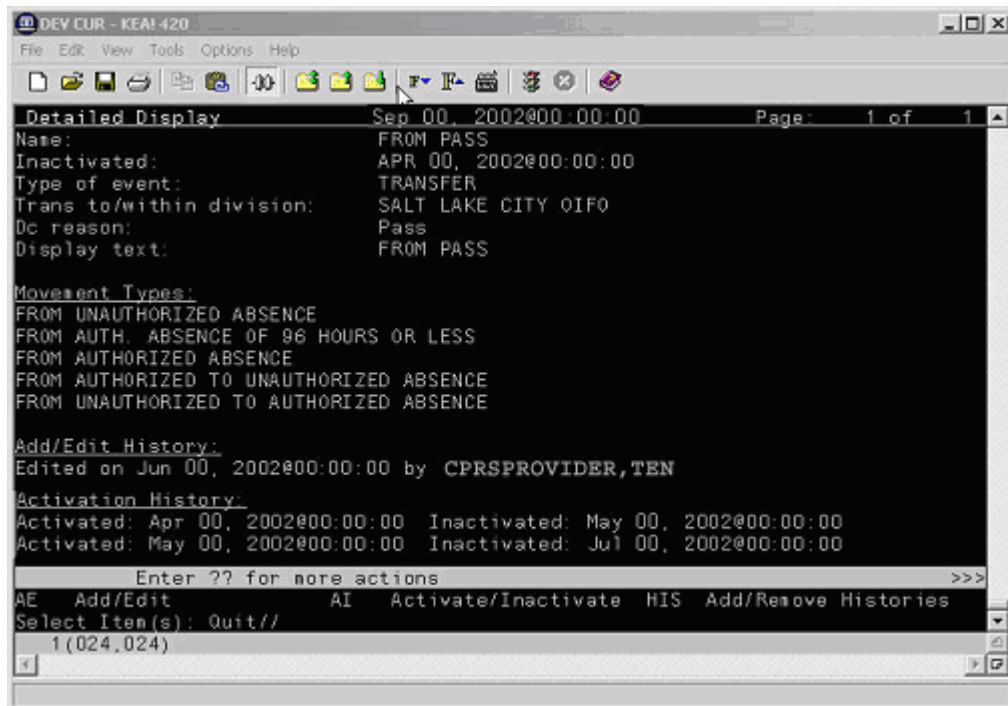 DEV CUR - KEA! 420
File Edit View Tools Options Help
Detailed Display Sep 00, 2002@00:00:00 Page: 1 of 1
Name: FROM PASS
Inactivated: APR 00, 2002@00:00:00
Type of event: TRANSFER
Trans to/within division: SALT LAKE CITY OIFO
Dc reason: Pass
Display text: FROM PASS
Movement Types:
FROM UNAUTHORIZED ABSENCE
FROM AUTH. ABSENCE OF 96 HOURS OR LESS
FROM AUTHORIZED ABSENCE
FROM AUTHORIZED TO UNAUTHORIZED ABSENCE
FROM UNAUTHORIZED TO AUTHORIZED ABSENCE
Add/Edit History:
Edited on Jun 00, 2002@00:00:00 by CPRSPROVIDER,TEN
Activation History:
Activated: Apr 00, 2002@00:00:00 Inactivated: May 00, 2002@00:00:00
Activated: May 00, 2002@00:00:00 Inactivated: Jul 00, 2002@00:00:00
Enter ?? for more actions >>>
AE Add/Edit AI Activate/Inactivate HIS Add/Remove Histories
Select Item(s): Quit//
1(024,024)